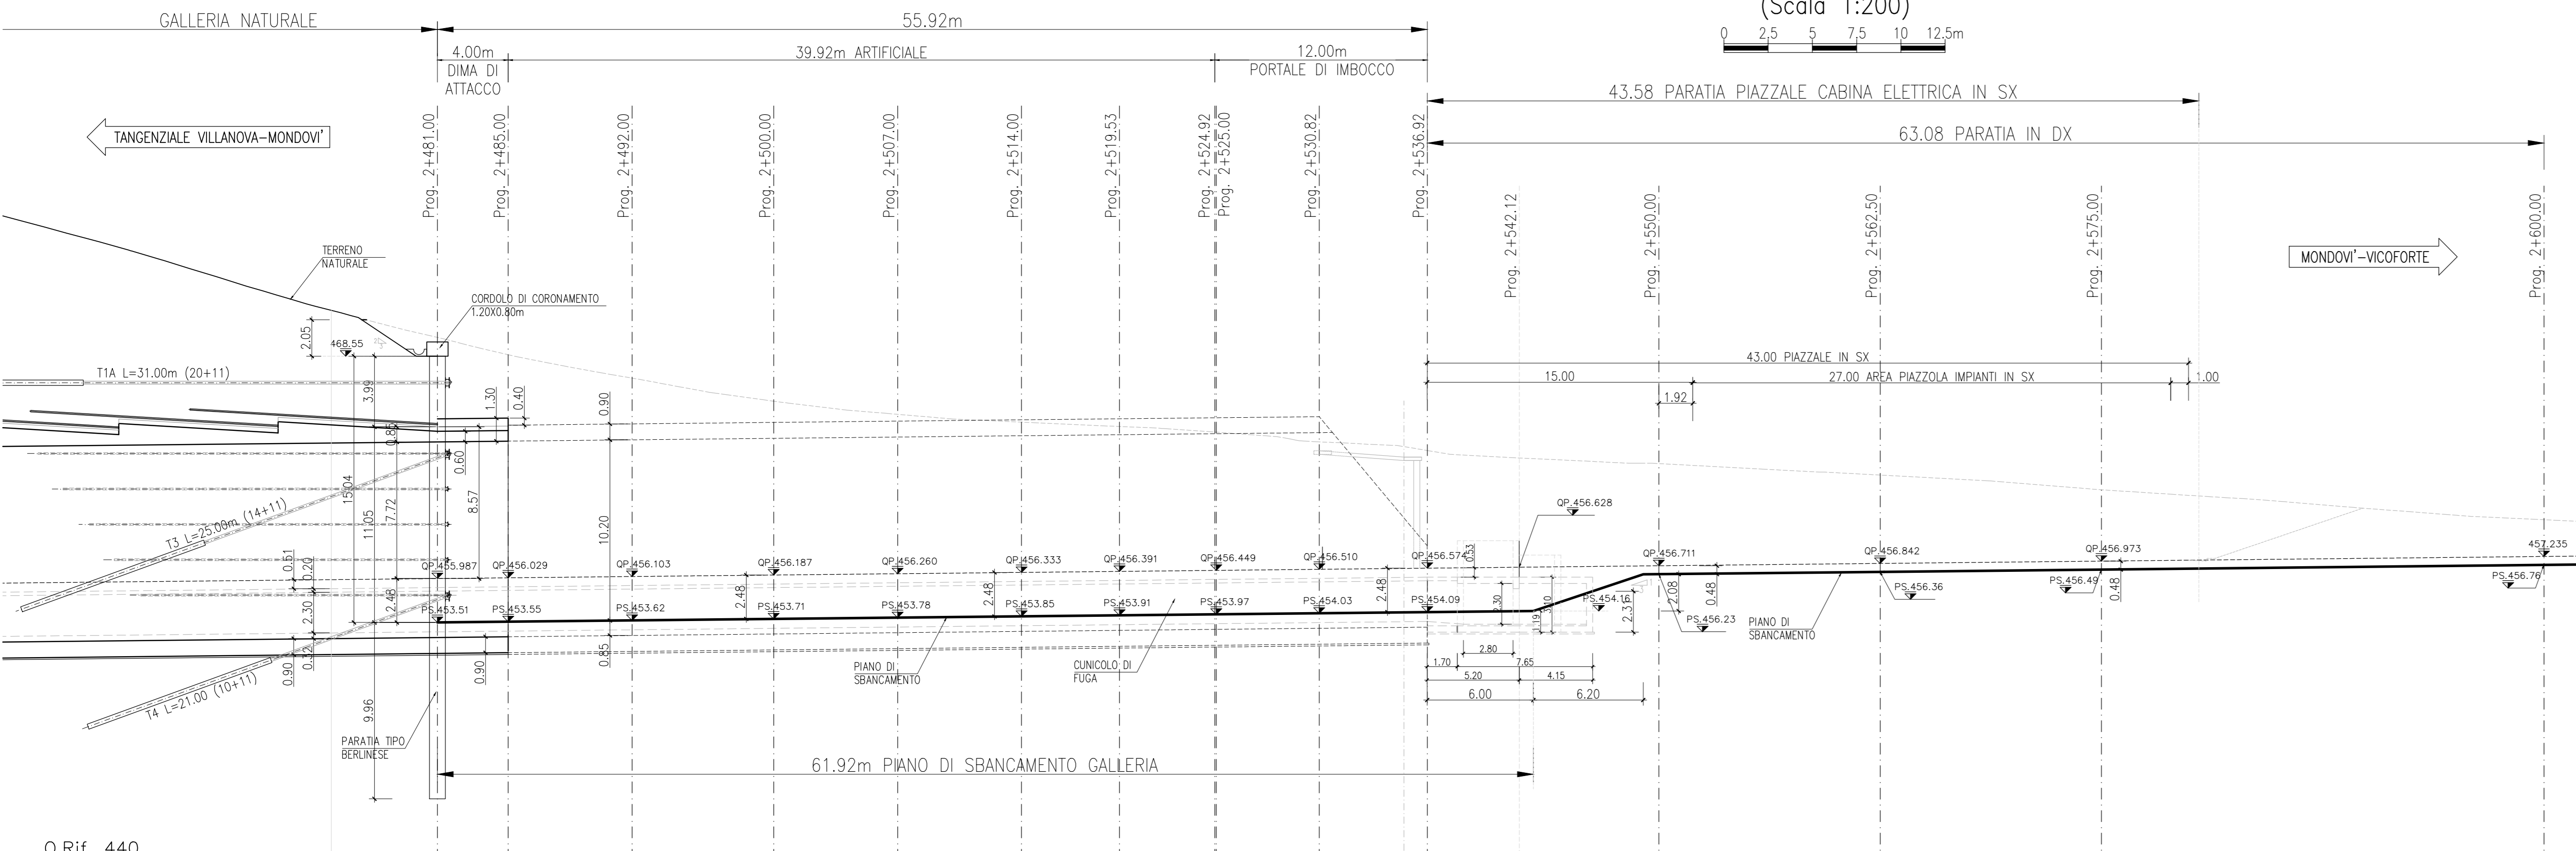 (Scala 1:200)
0 2,5 5 7,5 10 12.5m
GALLERIA NATURALE
55.92m
4.00m
DIMA DI
ATTACCO
39.92m ARTIFICIALE
12.00m
PORTALE DI IMBOCCO
43.58 PARATIA PIAZZALE CABINA ELETTRICA IN SX
63.08 PARATIA IN DX
TANGENZIALE VILLANOVA-MONDOVI'
MONDOVI'-VICOFORTE
Prog. 2+481.00
Prog. 2+485.00
Prog. 2+492.00
Prog. 2+500.00
Prog. 2+507.00
Prog. 2+514.00
Prog. 2+519.53
Prog. 2+524.92
Prog. 2+525.00
Prog. 2+530.82
Prog. 2+536.92
Prog. 2+542.12
Prog. 2+550.00
Prog. 2+562.50
Prog. 2+575.00
Prog. 2+600.00
TERRENO
NATURALE
CORDOLO DI CORONAMENTO
1.20X0.80m
2.05
468.55
T1A L=31.00m (20+11)
3.99
1.30
0.40
0.90
0.85
0.60
15.04
11.05
7.72
8.57
10.20
T3 L=25.00m (14+11)
43.00 PIAZZALE IN SX
15.00
27.00 AREA PIAZZOLA IMPIANTI IN SX
1.00
1.92
0.61
0.20
2.30
2.48
0.32
0.90
0.90
0.85
9.96
T4 L=21.00 (10+11)
QP.455.987
QP.456.029
QP.456.103
QP.456.187
QP.456.260
QP.456.333
QP.456.391
QP.456.449
QP.456.510
QP.456.574
QP.456.628
QP.456.711
QP.456.842
QP.456.973
457.235
2.48
2.48
2.48
0.53
PS.453.51
PS.453.55
PS.453.62
PS.453.71
PS.453.78
PS.453.85
PS.453.91
PS.453.97
PS.454.03
PS.454.09
PS.454.16
PS.456.23
PS.456.36
PS.456.49
PS.456.76
2.30
1.19
3.10
2.31
2.08
0.48
0.48
PIANO DI
SBANCAMENTO
CUNICOLO DI
FUGA
PIANO DI
SBANCAMENTO
2.80
1.70
7.65
5.20
4.15
6.00
6.20
PARATIA TIPO
BERLINESE
61.92m PIANO DI SBANCAMENTO GALLERIA
Q.Rif. 440